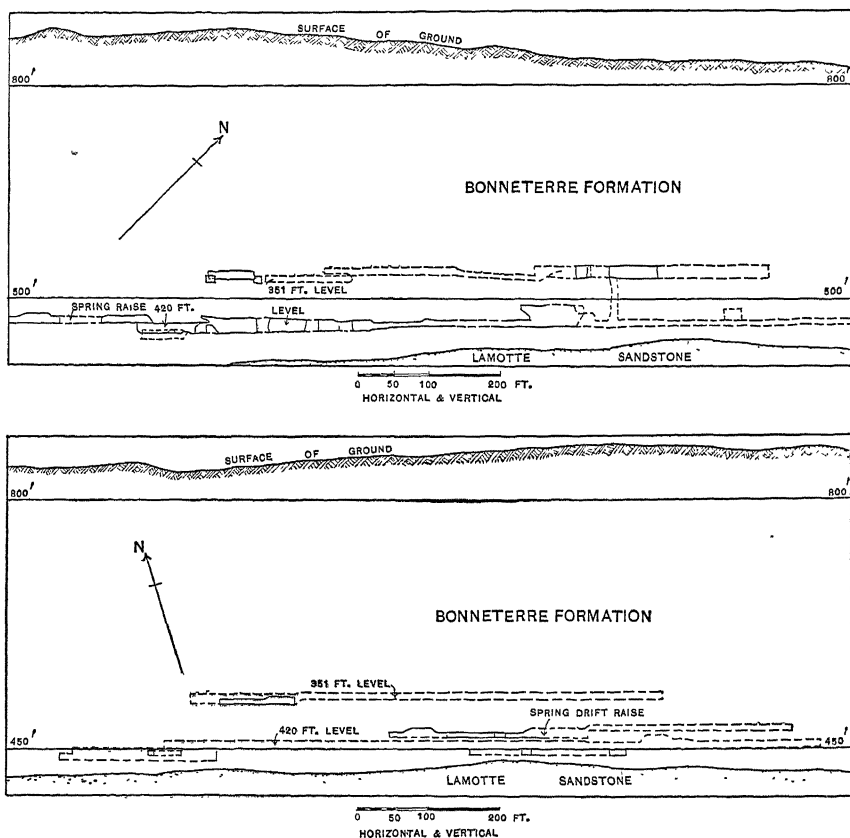 SURFACE OF GROUND
800′ 800′
N
BONNETERRE FORMATION
351 FT. LEVEL
500′ 500′
SPRING RAISE 420 FT. LEVEL
LAMOTTE SANDSTONE
0 50 100 200 FT.
HORIZONTAL & VERTICAL
SURFACE OF GROUND
800′ 800′
N
BONNETERRE FORMATION
351 FT. LEVEL
SPRING DRIFT RAISE
420 FT. LEVEL
450′ 450′
LAMOTTE SANDSTONE
0 50 100 200 FT.
HORIZONTAL & VERTICAL